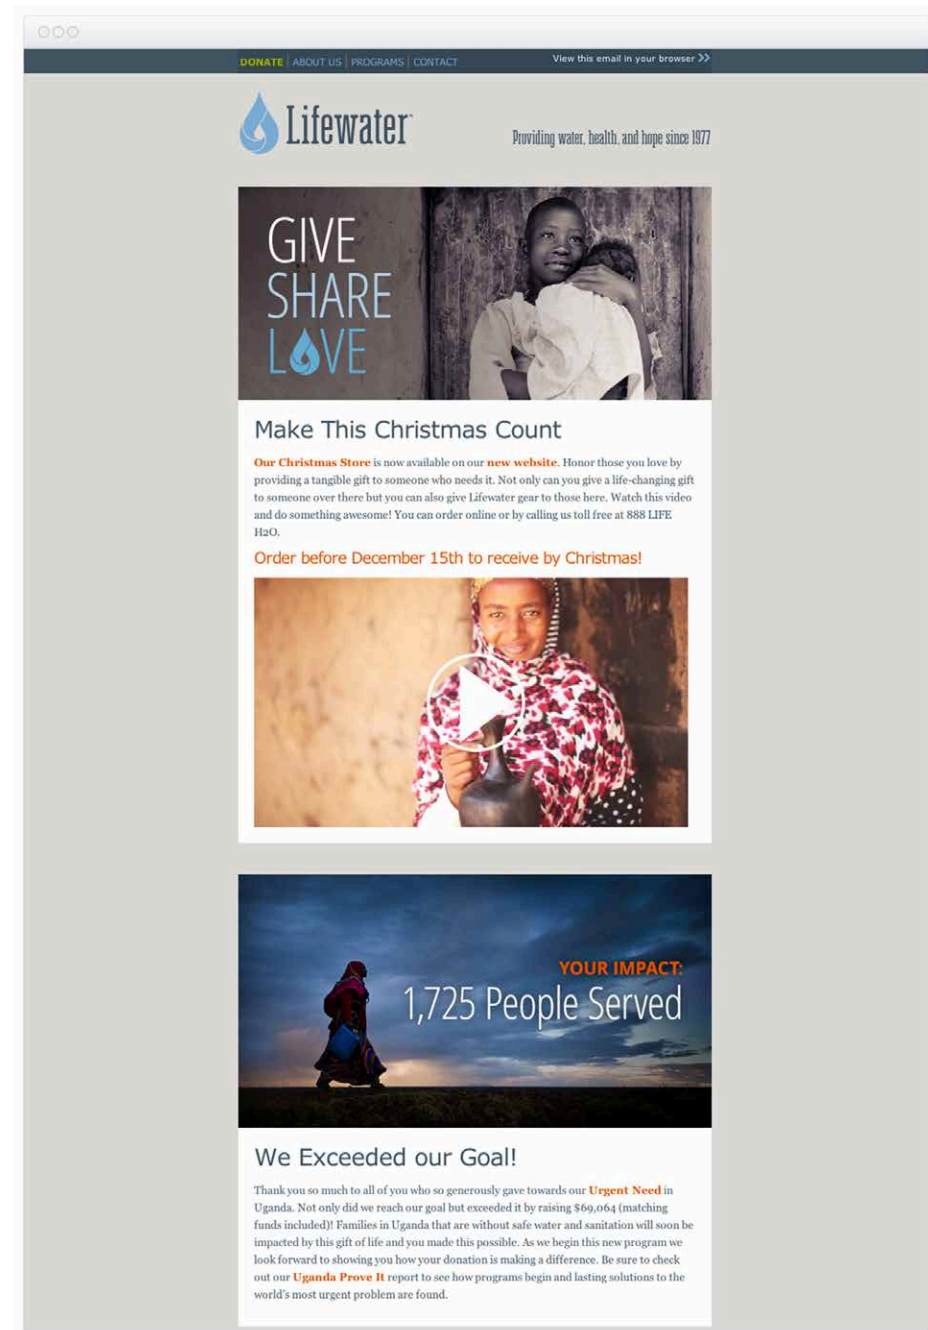 DONATE | ABOUT US | PROGRAMS | CONTACT
View this email in your browser >>
Lifewater™
Providing water, health, and hope since 1977
GIVE
SHARE
LOVE
Make This Christmas Count
Our Christmas Store is now available on our new website. Honor those you love by
providing a tangible gift to someone who needs it. Not only can you give a life-changing gift
to someone over there but you can also give Lifewater gear to those here. Watch this video
and do something awesome! You can order online or by calling us toll free at 888 LIFE
H2O.
Order before December 15th to receive by Christmas!
YOUR IMPACT:
1,725 People Served
We Exceeded our Goal!
Thank you so much to all of you who so generously gave towards our Urgent Need in
Uganda. Not only did we reach our goal but exceeded it by raising $69,064 (matching
funds included)! Families in Uganda that are without safe water and sanitation will soon be
impacted by this gift of life and you made this possible. As we begin this new program we
look forward to showing you how your donation is making a difference. Be sure to check
out our Uganda Prove It report to see how programs begin and lasting solutions to the
world's most urgent problem are found.